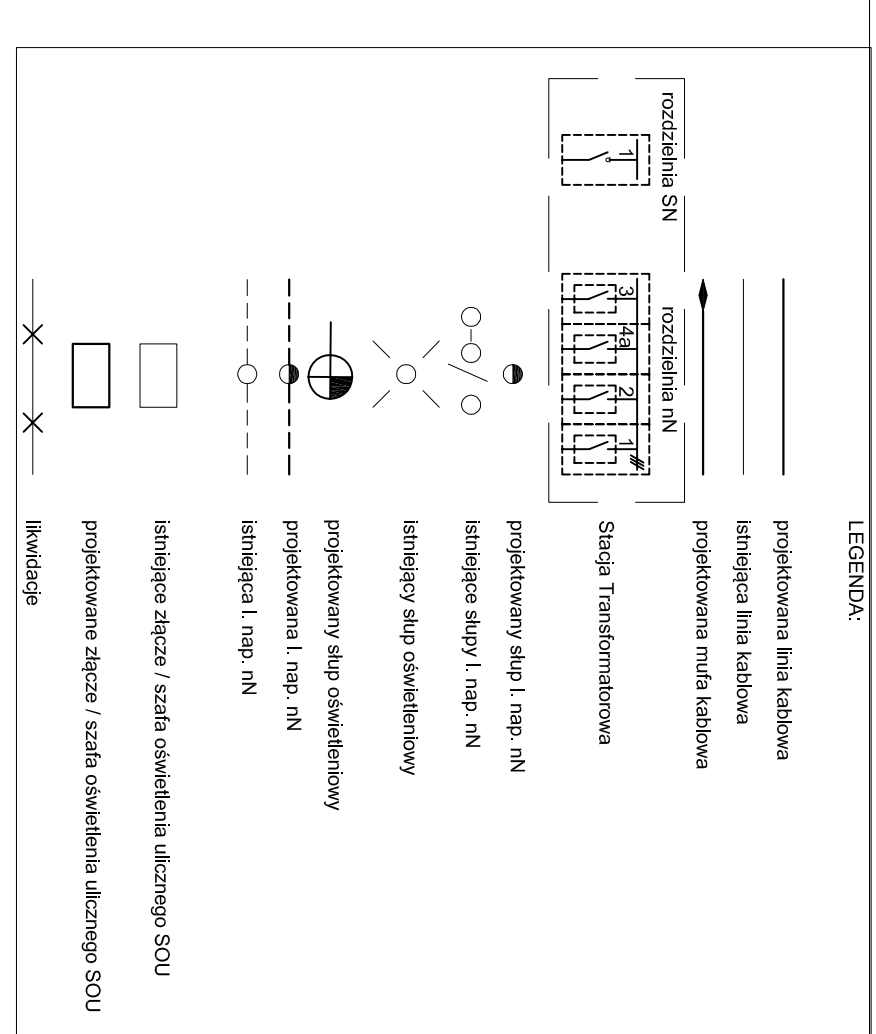 LEGENDA:
projektowana linia kablowa
istniejąca linia kablowa
projektowana mufa kablowa
rozdzielnia SN
rozdzielnia nN
1
3
4a
2
1
Stacja Transformatorowa
projektowany słup l. nap. nN
istniejące słupy l. nap. nN
istniejący słup oświetleniowy
projektowany słup oświetleniowy
projektowana l. nap. nN
istniejąca l. nap. nN
istniejące złącze / szafa oświetlenia ulicznego SOU
projektowane złącze / szafa oświetlenia ulicznego SOU
likwidacje